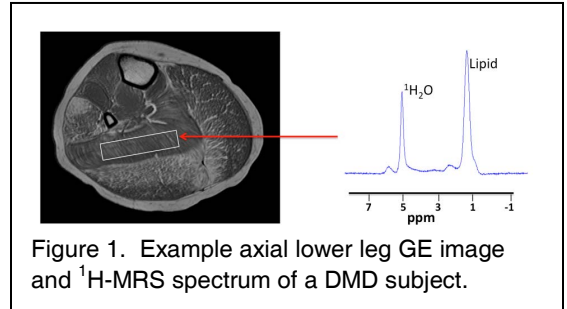 Lipid
¹H₂O
7 5 3 1 -1
ppm
Figure 1. Example axial lower leg GE image
and ¹H-MRS spectrum of a DMD subject.